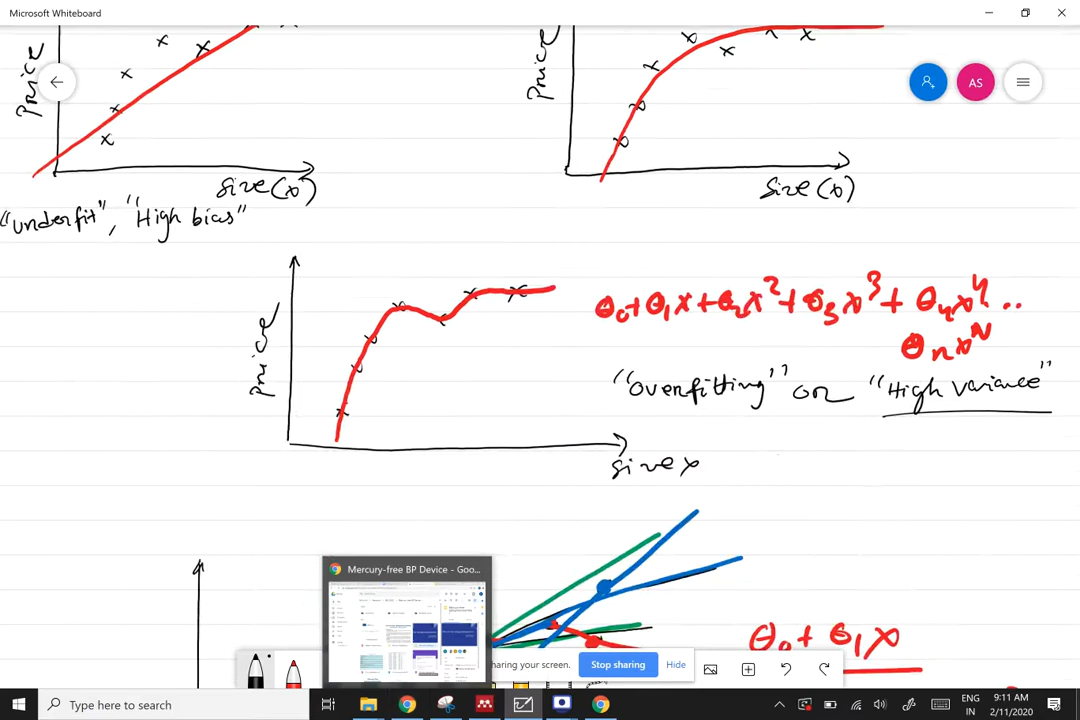 Microsoft Whiteboard
AS
Price
Size(x)
Price
Size(x)
"underfit", "High bias"
Price
Size x
θ₀+θ₁x+θ₂x²+θ₃x³+θ₄x⁴..
θₙxⁿ
"Overfitting" or "High variance"
Mercury-free BP Device - Goo...
θ₀+ θ₁x
sharing your screen.
Stop sharing
Hide
Type here to search
ENG
IN
9:11 AM
2/11/2020